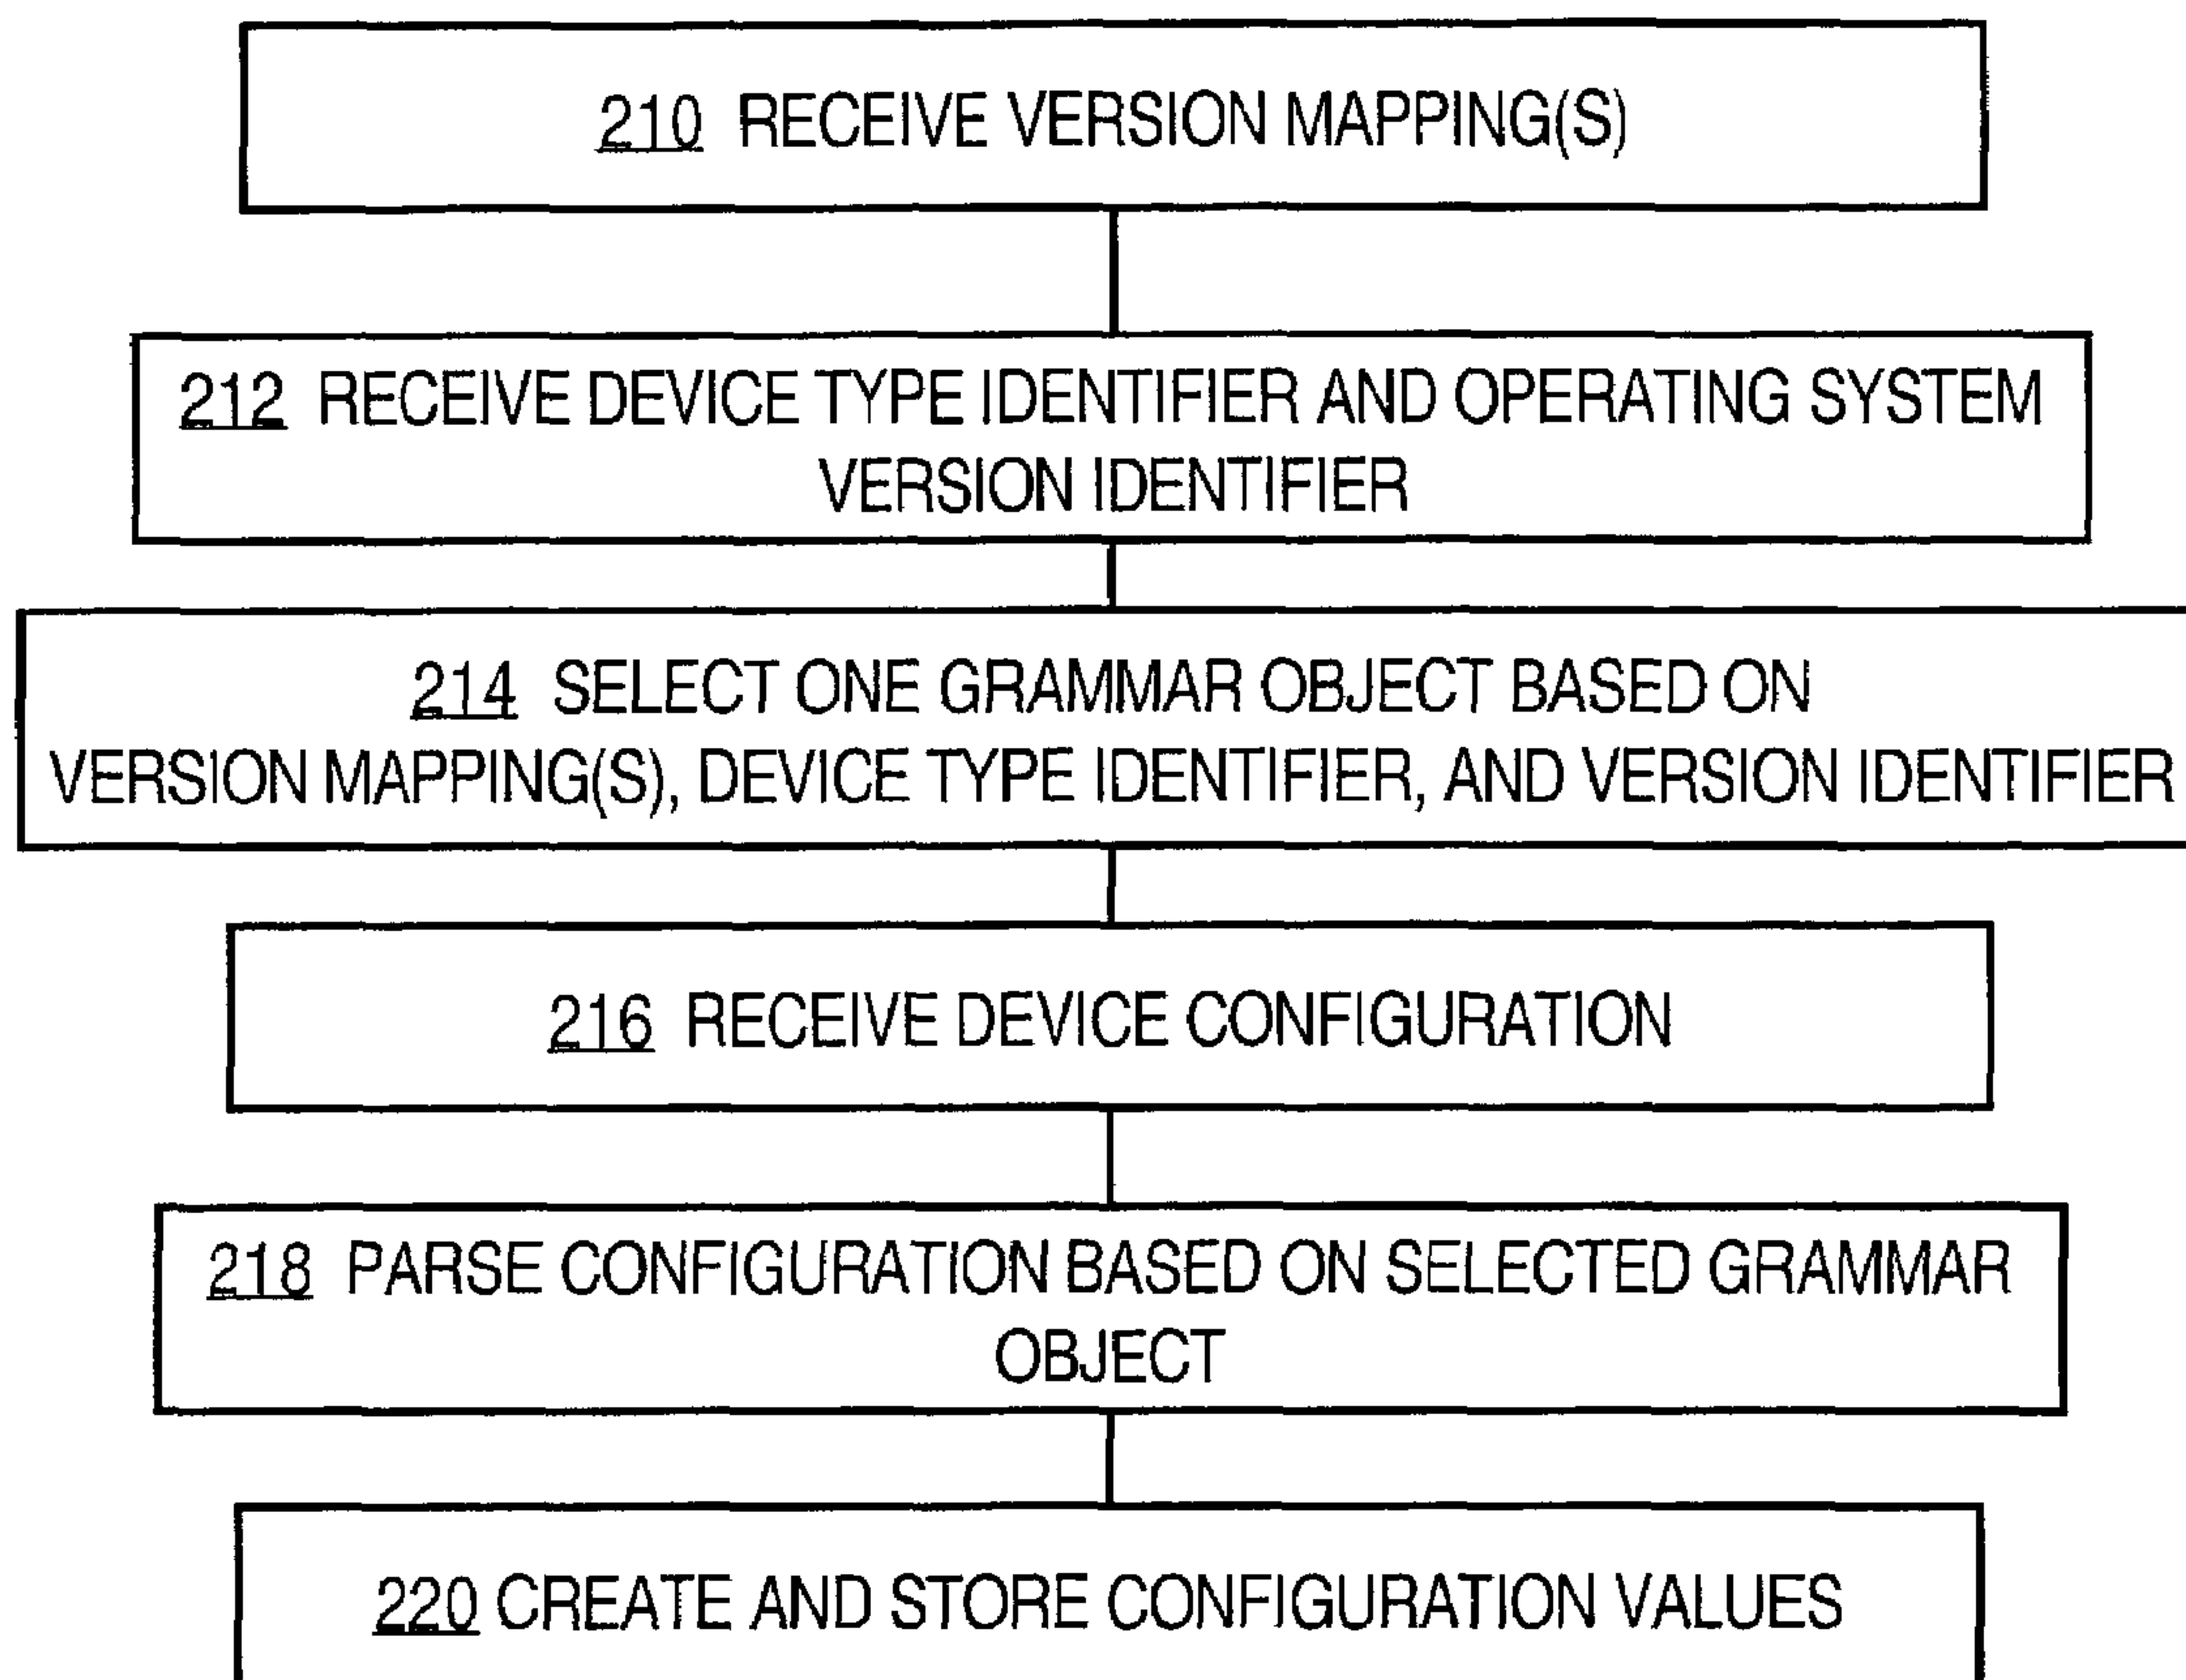 210 RECEIVE VERSION MAPPING(S)
212 RECEIVE DEVICE TYPE IDENTIFIER AND OPERATING SYSTEM
VERSION IDENTIFIER
214 SELECT ONE GRAMMAR OBJECT BASED ON
VERSION MAPPING(S), DEVICE TYPE IDENTIFIER, AND VERSION IDENTIFIER
216 RECEIVE DEVICE CONFIGURATION
218 PARSE CONFIGURATION BASED ON SELECTED GRAMMAR
OBJECT
220 CREATE AND STORE CONFIGURATION VALUES